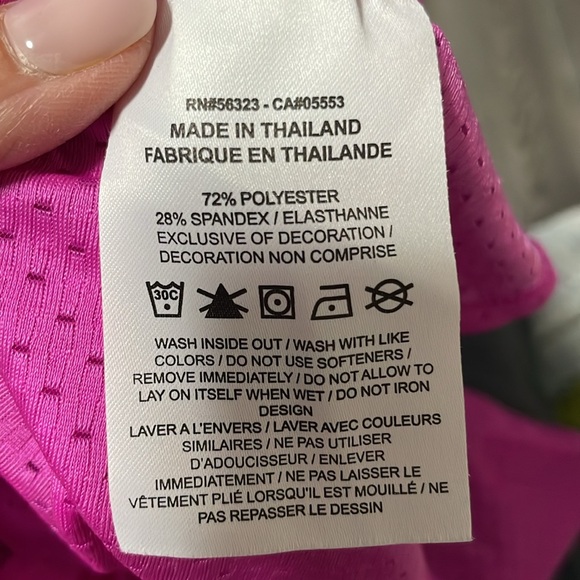 RN#56323 - CA#05553
MADE IN THAILAND
FABRIQUE EN THAILANDE
72% POLYESTER
28% SPANDEX / ELASTHANNE
EXCLUSIVE OF DECORATION /
DECORATION NON COMPRISE
30C
WASH INSIDE OUT / WASH WITH LIKE
COLORS / DO NOT USE SOFTENERS /
REMOVE IMMEDIATELY / DO NOT ALLOW TO
LAY ON ITSELF WHEN WET / DO NOT IRON
DESIGN
LAVER A L'ENVERS / LAVER AVEC COULEURS
SIMILAIRES / NE PAS UTILISER
D'ADOUCISSEUR / ENLEVER
IMMEDIATEMENT / NE PAS LAISSER LE
VÊTEMENT PLIÉ LORSQU'IL EST MOUILLÉ / NE
PAS REPASSER LE DESSIN